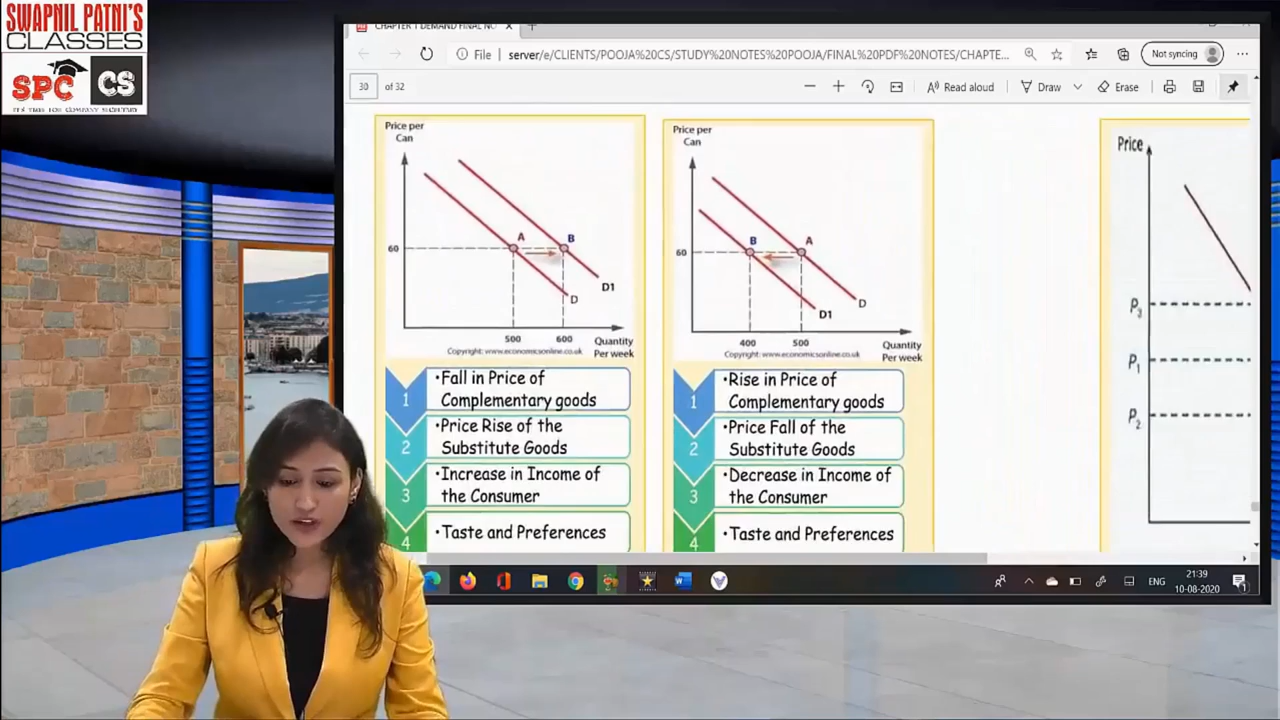 SWAPNIL PATNI'S
CLASSES
SPC
CS
CHAPTER 1 DEMAND FINAL NO
File
server/e/CLIENTS/POOJA%20CS/STUDY%20NOTES%20POOJA/FINAL%20PDF%20NOTES/CHAPTE...
Not syncing
30 of 32
Read aloud
Draw
Erase
Price per
Can
A
B
60
D1
D
500 600
Quantity
Per week
Copyright: www.economicsonline.co.uk
1
•Fall in Price of
Complementary goods
2
•Price Rise of the
Substitute Goods
3
•Increase in Income of
the Consumer
4
•Taste and Preferences
Price per
Can
B
A
60
D
D1
400 500
Quantity
Per week
Copyright: www.economicsonline.co.uk
1
•Rise in Price of
Complementary goods
2
•Price Fall of the
Substitute Goods
3
•Decrease in Income of
the Consumer
4
•Taste and Preferences
Price
P3
P1
P2
ENG
21:39
10-08-2020
1